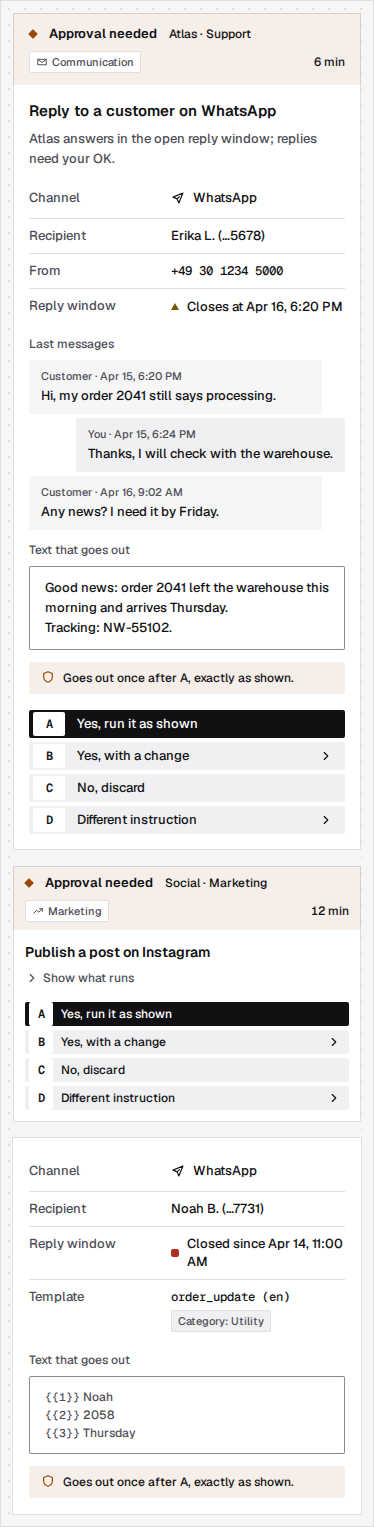 Approval needed Atlas · Support
Communication 6 min
Reply to a customer on WhatsApp
Atlas answers in the open reply window; replies
need your OK.
Channel WhatsApp
Recipient Erika L. (…5678)
From +49 30 1234 5000
Reply window Closes at Apr 16, 6:20 PM
Last messages
Customer · Apr 15, 6:20 PM
Hi, my order 2041 still says processing.
You · Apr 15, 6:24 PM
Thanks, I will check with the warehouse.
Customer · Apr 16, 9:02 AM
Any news? I need it by Friday.
Text that goes out
Good news: order 2041 left the warehouse this
morning and arrives Thursday.
Tracking: NW-55102.
Goes out once after A, exactly as shown.
A Yes, run it as shown
B Yes, with a change
C No, discard
D Different instruction
Approval needed Social · Marketing
Marketing 12 min
Publish a post on Instagram
Show what runs
A Yes, run it as shown
B Yes, with a change
C No, discard
D Different instruction
Channel WhatsApp
Recipient Noah B. (…7731)
Reply window Closed since Apr 14, 11:00
AM
Template order_update (en)
Category: Utility
Text that goes out
{{1}} Noah
{{2}} 2058
{{3}} Thursday
Goes out once after A, exactly as shown.